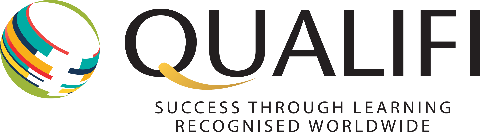 QUALIFI
SUCCESS THROUGH LEARNING
RECOGNISED WORLDWIDE